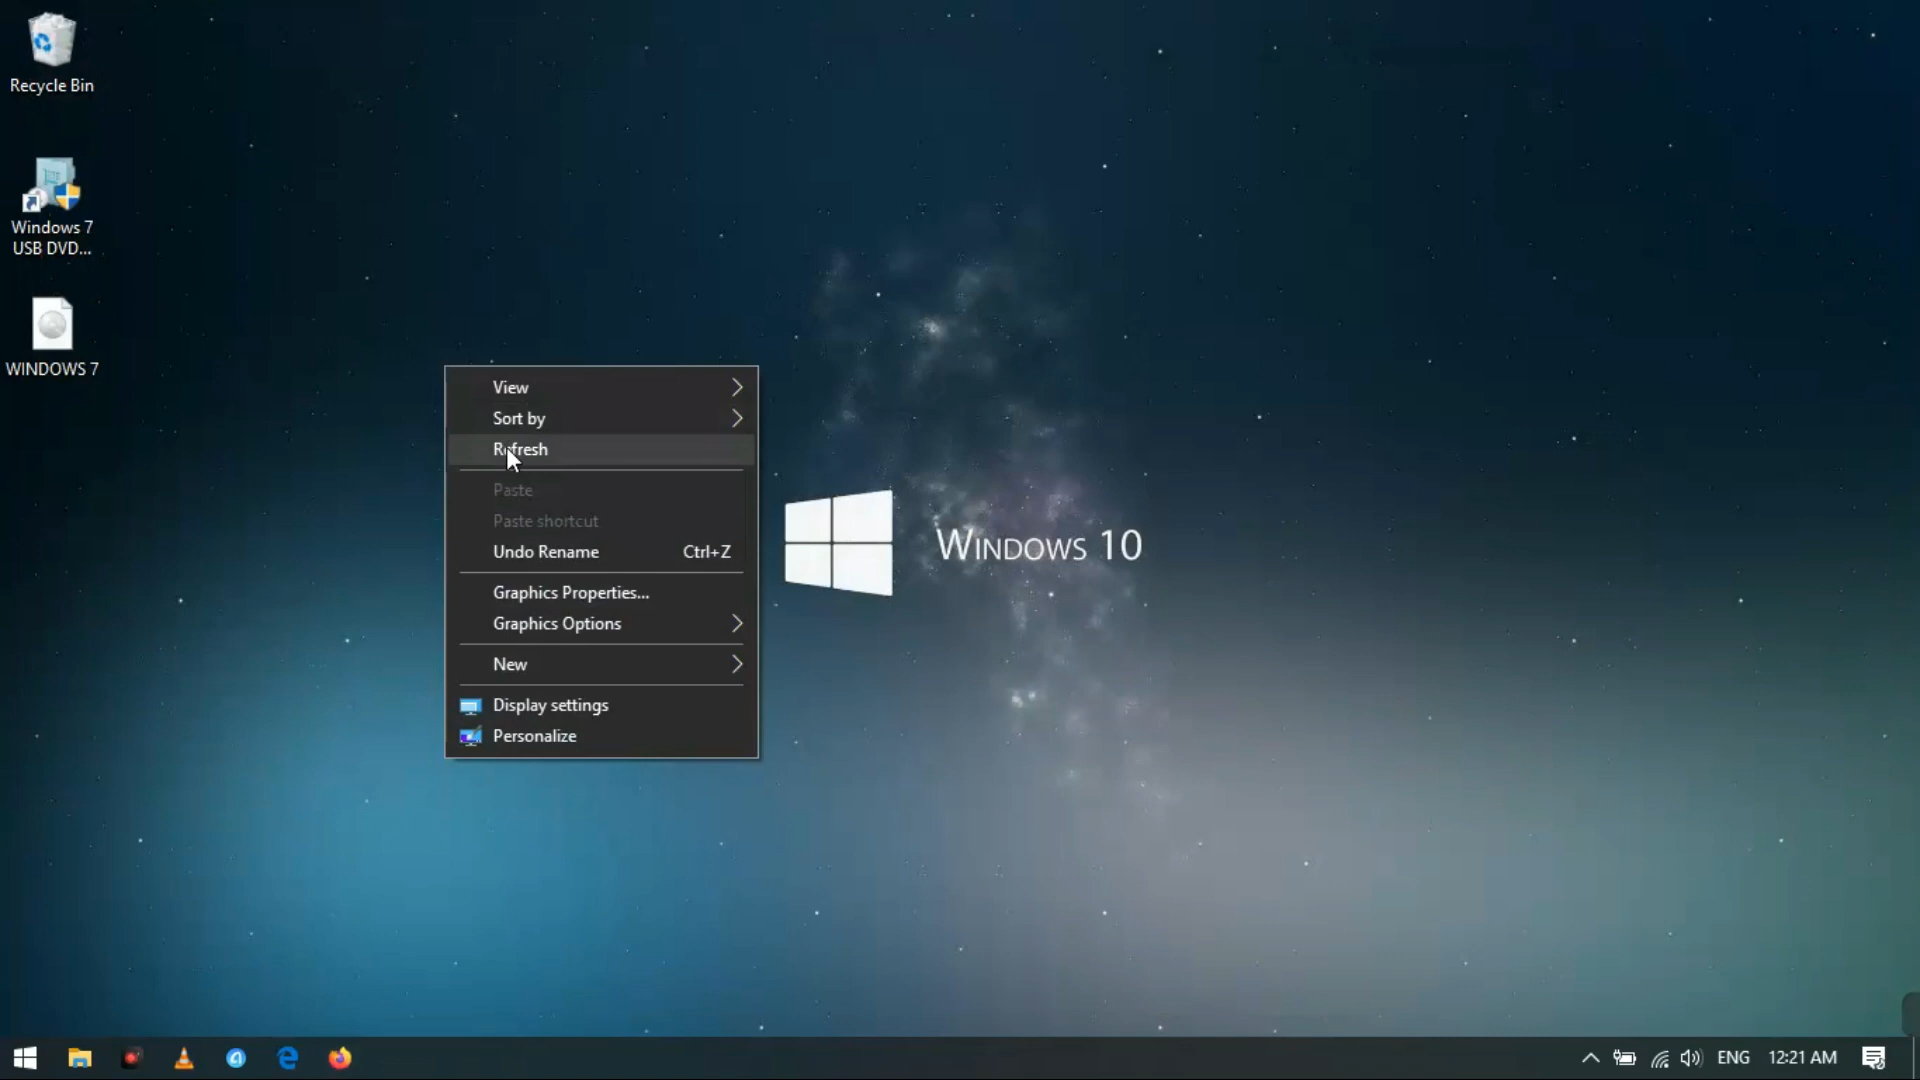 Recycle Bin
Windows 7
USB DVD...
WINDOWS 7
View
Sort by
Refresh
Paste
Paste shortcut
Undo Rename Ctrl+Z
Graphics Properties...
Graphics Options
New
Display settings
Personalize
WINDOWS 10
ENG 12:21 AM